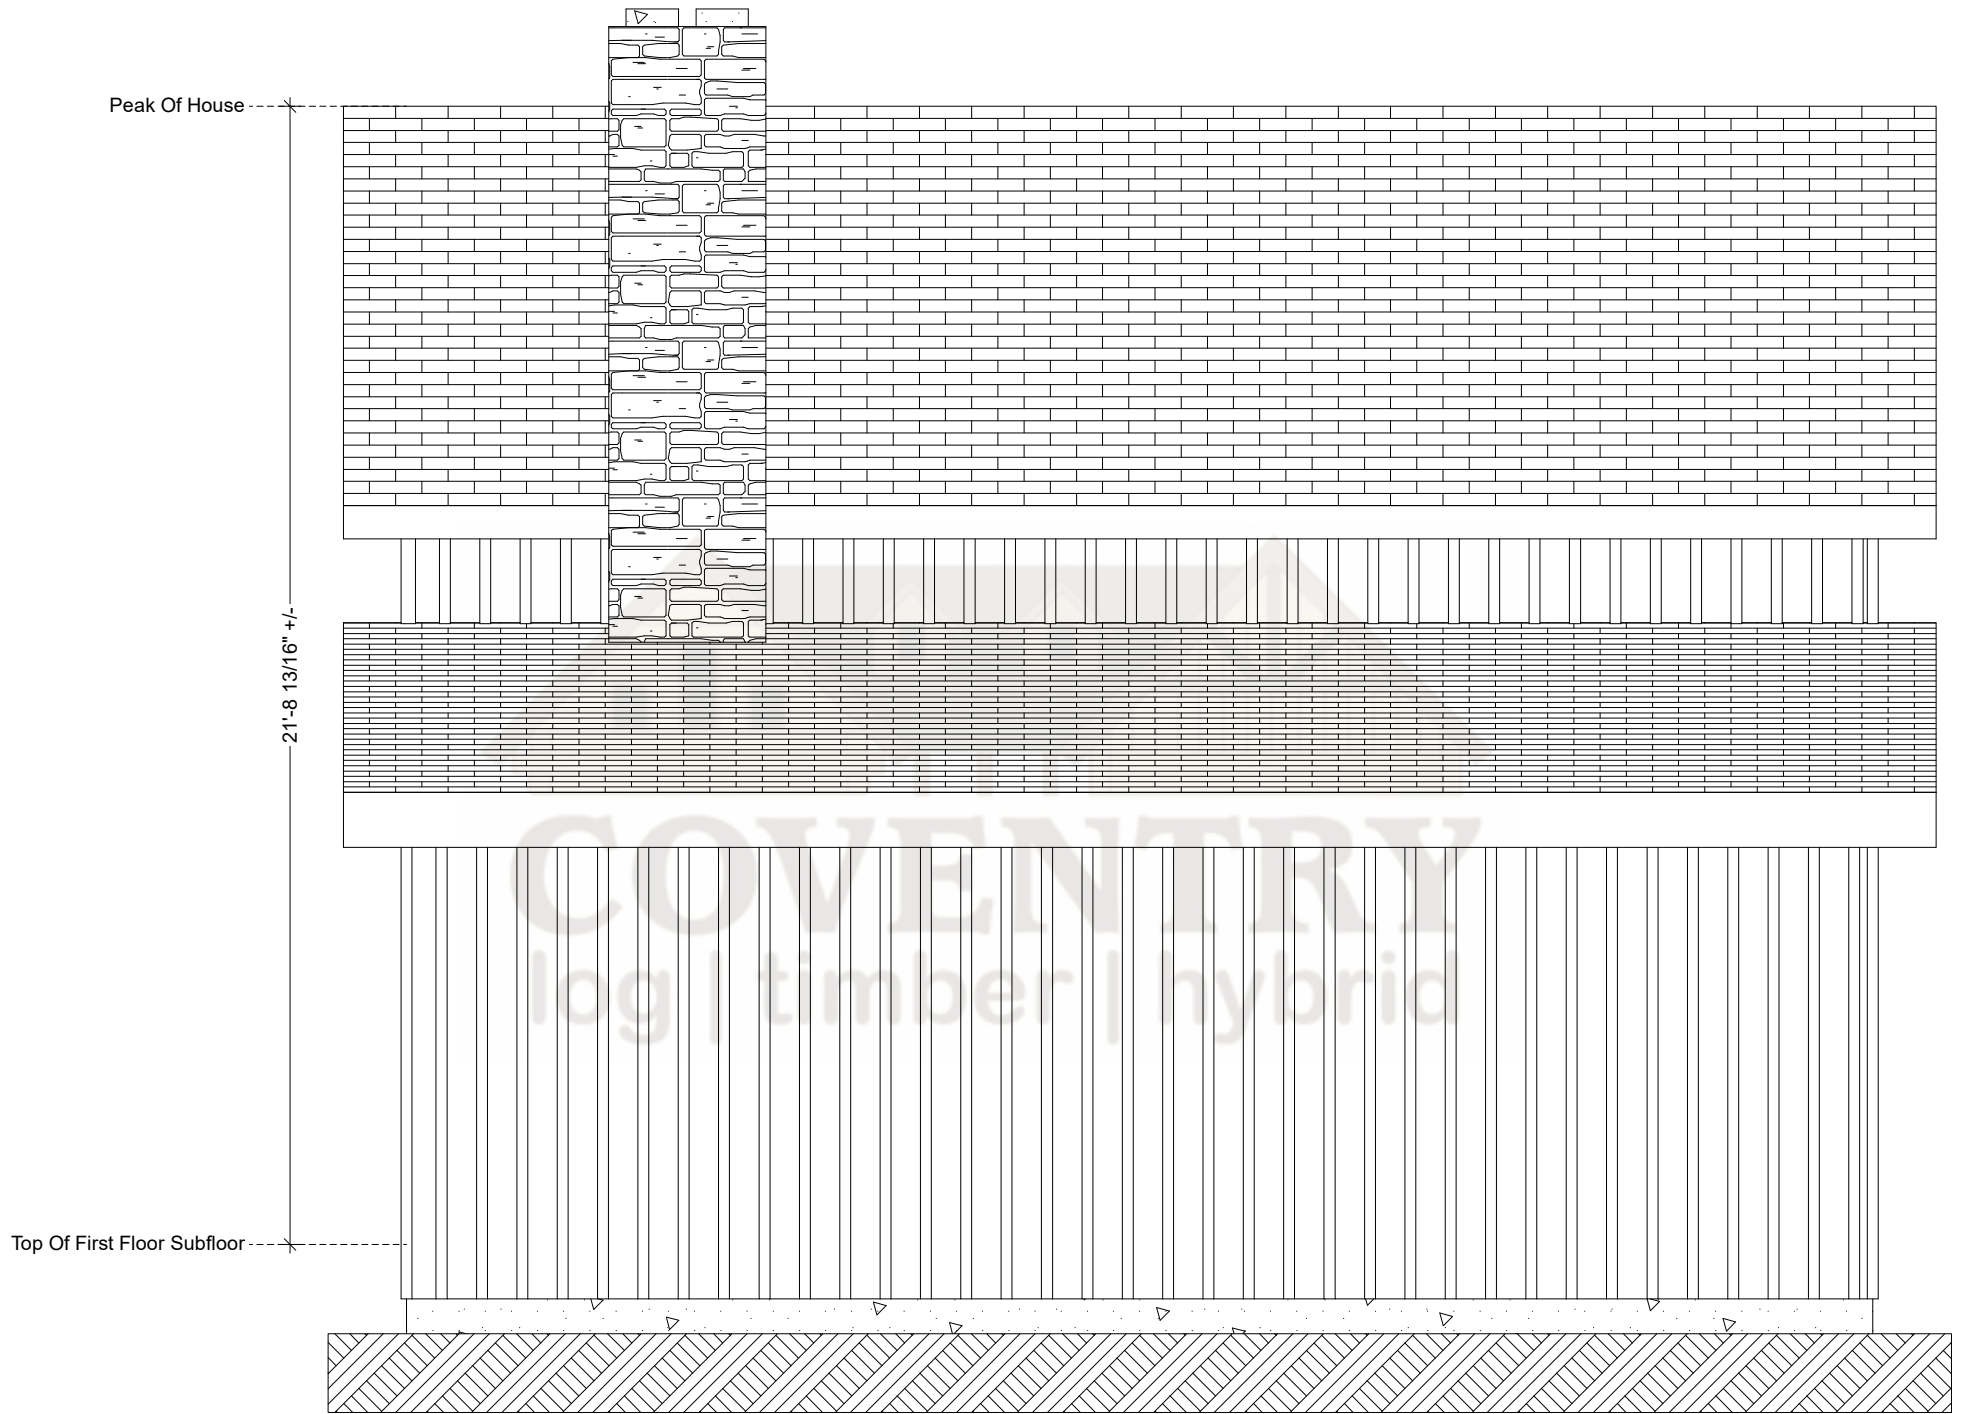 Peak Of House
21'-8 13/16" +/-
COVENTRY
log | timber | hybrid
Top Of First Floor Subfloor